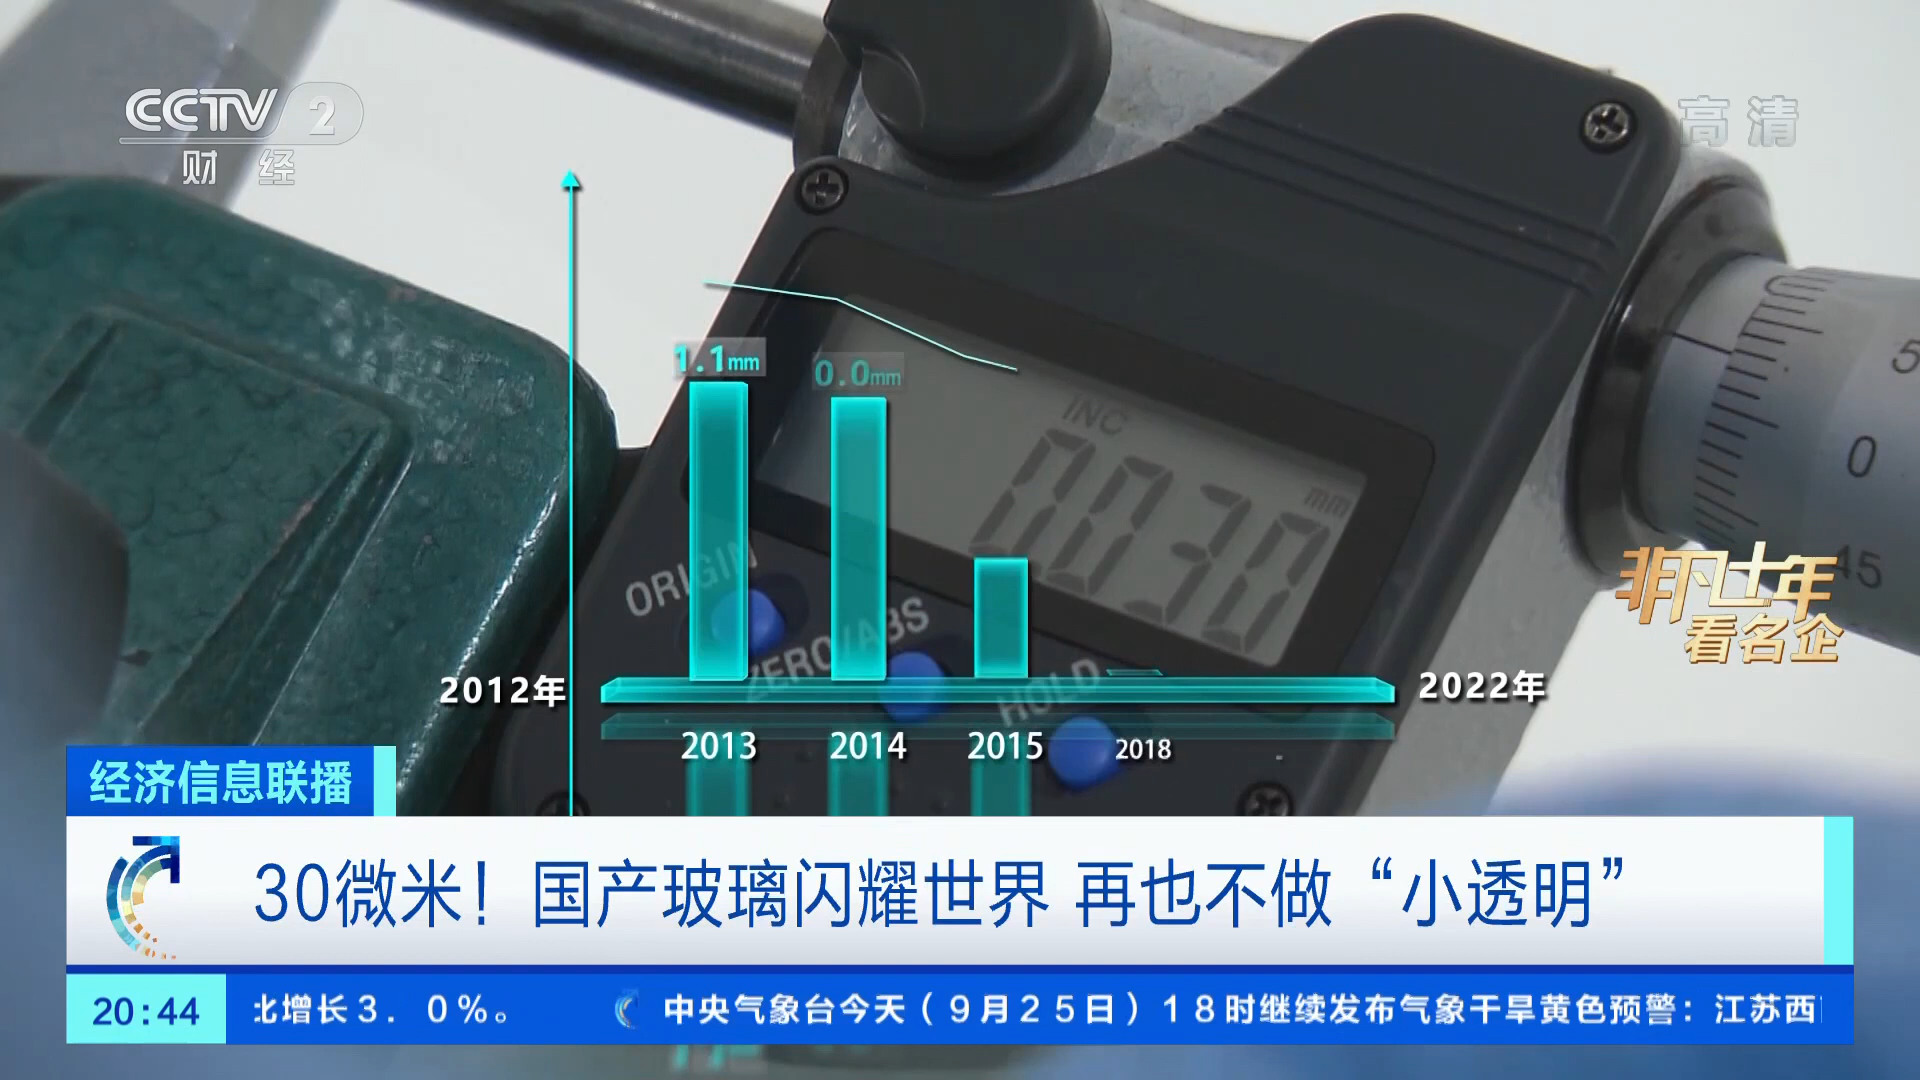 CCTV 2
财 经
高清
1.1mm
0.0mm
INC
0.030
mm
ORIGIN
ZERO/ABS
HOLD
5
0
45
非凡十年
看名企
2012年
2022年
2013 2014 2015 2018
经济信息联播
30微米！国产玻璃闪耀世界 再也不做“小透明”
20:44
比增长3．0%。 中央气象台今天（9月25日）18时继续发布气象干旱黄色预警：江苏西